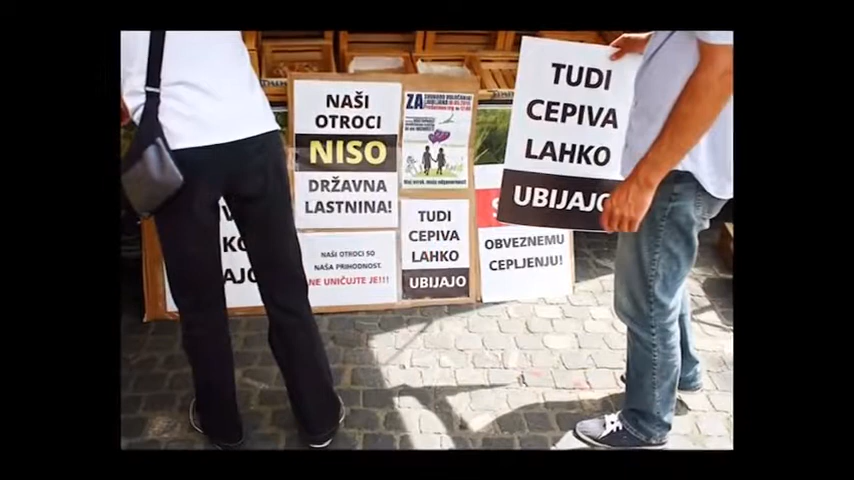 NAŠI
OTROCI
NISO
DRŽAVNA
LASTNINA!
ZA
TUDI
CEPIVA
LAHKO
UBIJAJO
TUDI
CEPIVA
LAHKO
UBIJAJO
NAŠI OTROCI SO
NAŠA PRIHODNOST.
NE UNIČUJTE JE!!!
OBVEZNEMU
CEPLJENJU!